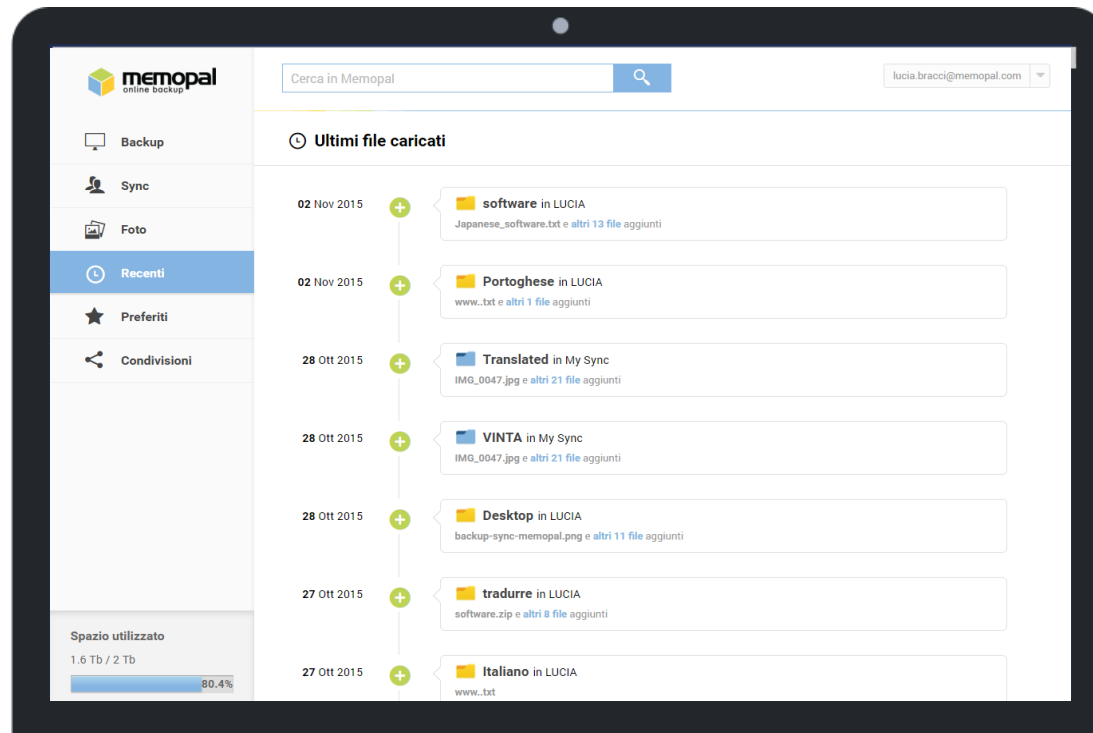 memopal
online backup
Cerca in Memopal
lucia.bracci@memopal.com
Backup
Sync
Foto
Recenti
Preferiti
Condivisioni
Spazio utilizzato
1.6 Tb / 2 Tb
80.4%
Ultimi file caricati
02 Nov 2015
software in LUCIA
Japanese_software.txt e altri 13 file aggiunti
02 Nov 2015
Portoghese in LUCIA
www..txt e altri 1 file aggiunti
28 Ott 2015
Translated in My Sync
IMG_0047.jpg e altri 21 file aggiunti
28 Ott 2015
VINTA in My Sync
IMG_0047.jpg e altri 21 file aggiunti
28 Ott 2015
Desktop in LUCIA
backup-sync-memopal.png e altri 11 file aggiunti
27 Ott 2015
tradurre in LUCIA
software.zip e altri 8 file aggiunti
27 Ott 2015
Italiano in LUCIA
www..txt